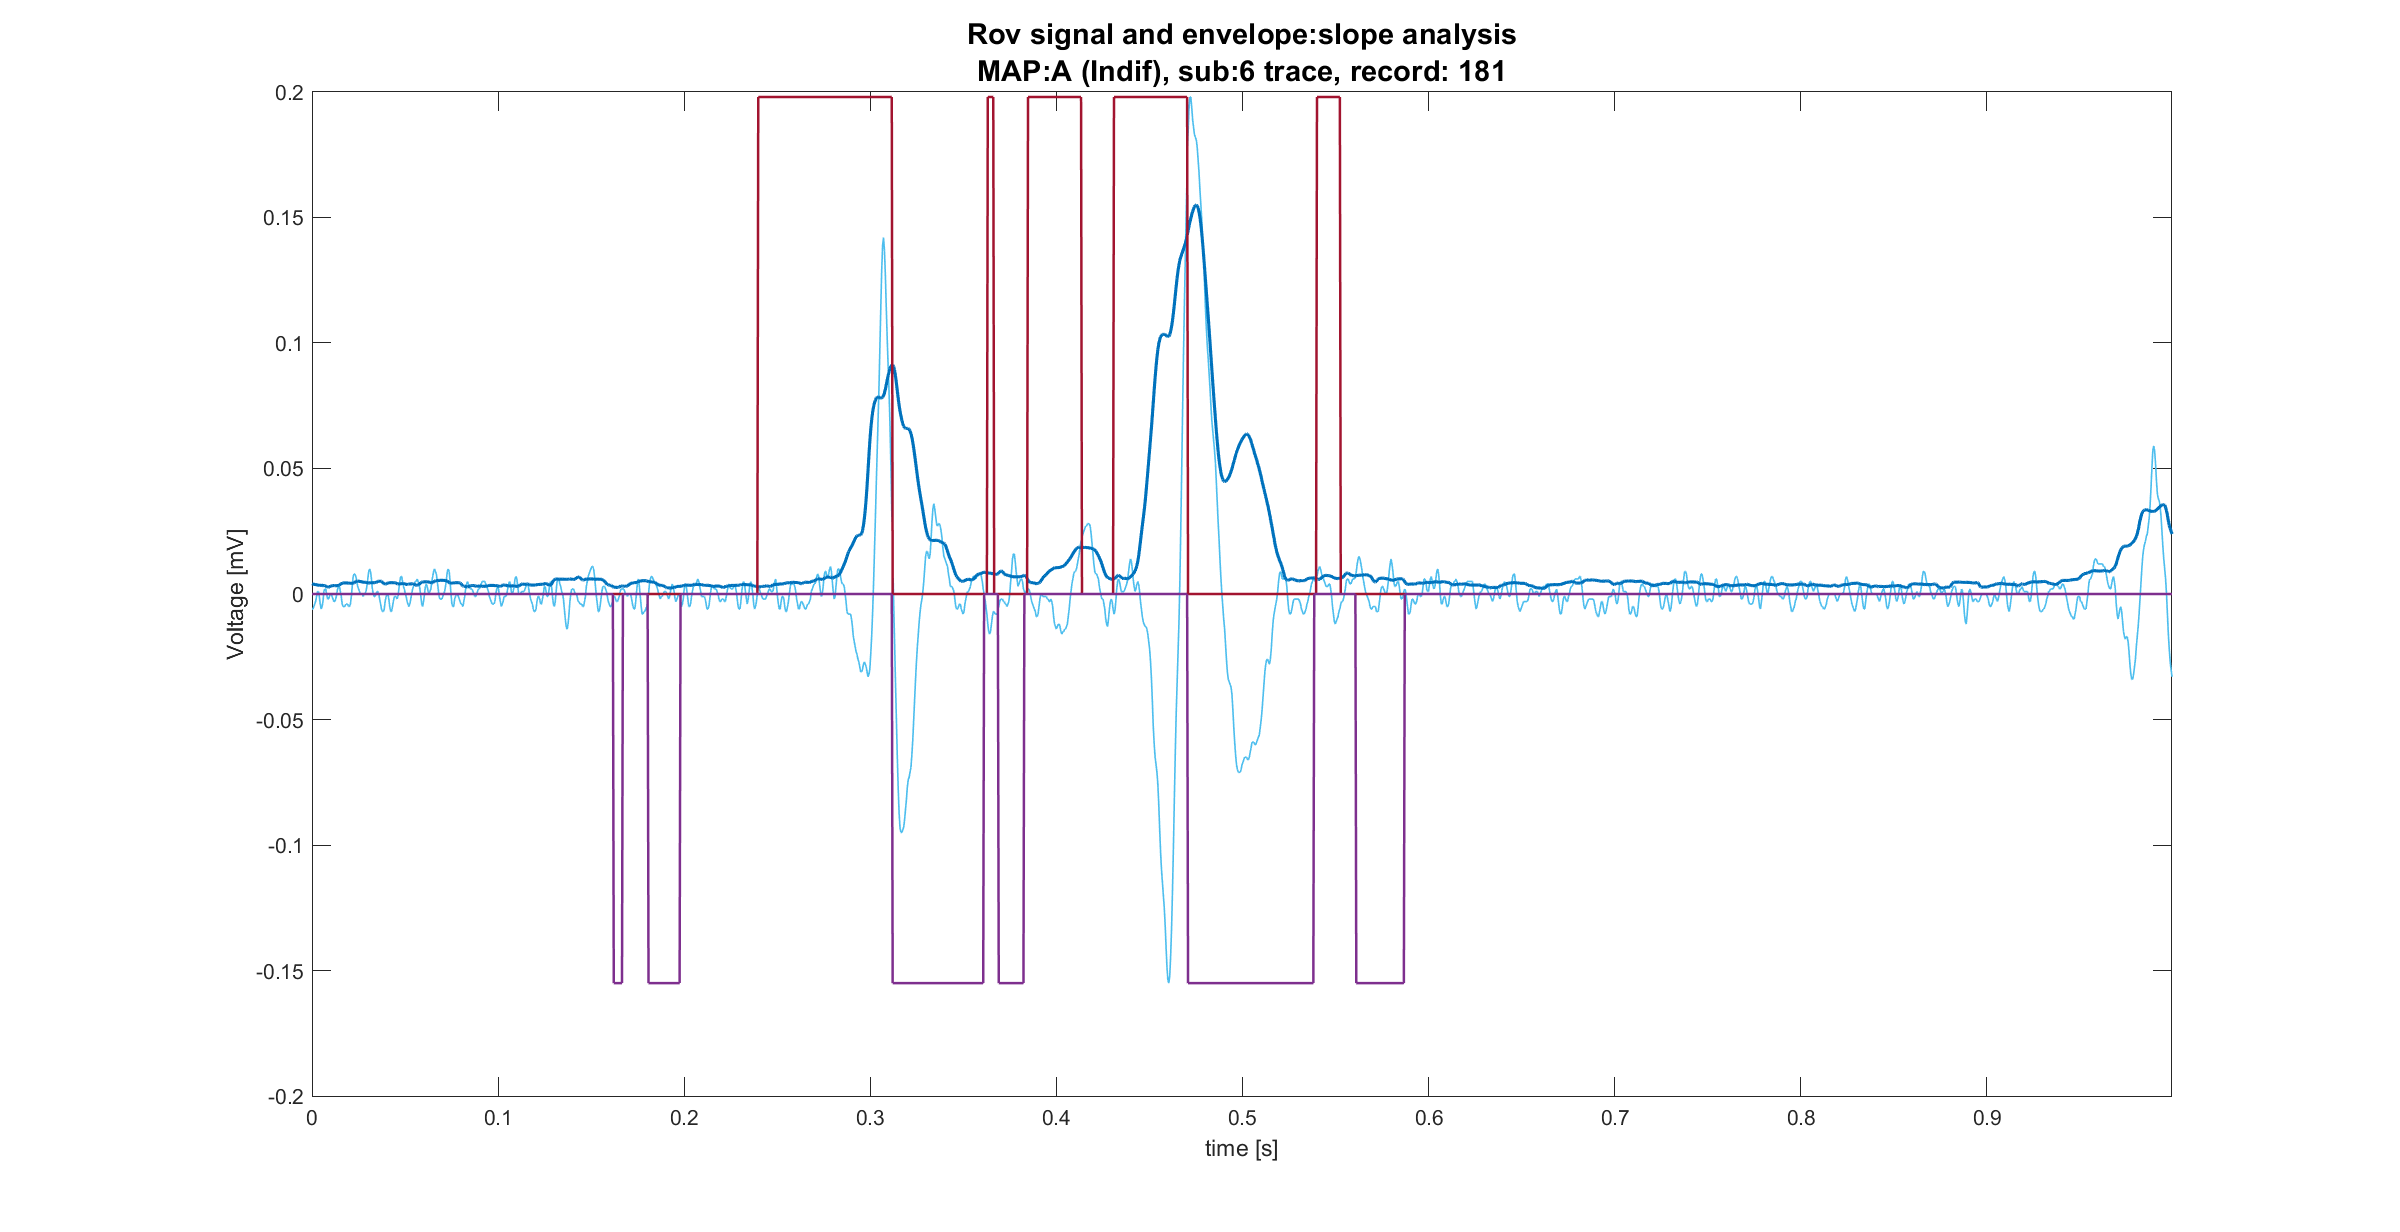 Rov signal and envelope:slope analysis
MAP:A (Indif), sub:6 trace, record: 181
0.2
0.15
0.1
0.05
0
-0.05
-0.1
-0.15
-0.2
Voltage [mV]
0 0.1 0.2 0.3 0.4 0.5 0.6 0.7 0.8 0.9
time [s]